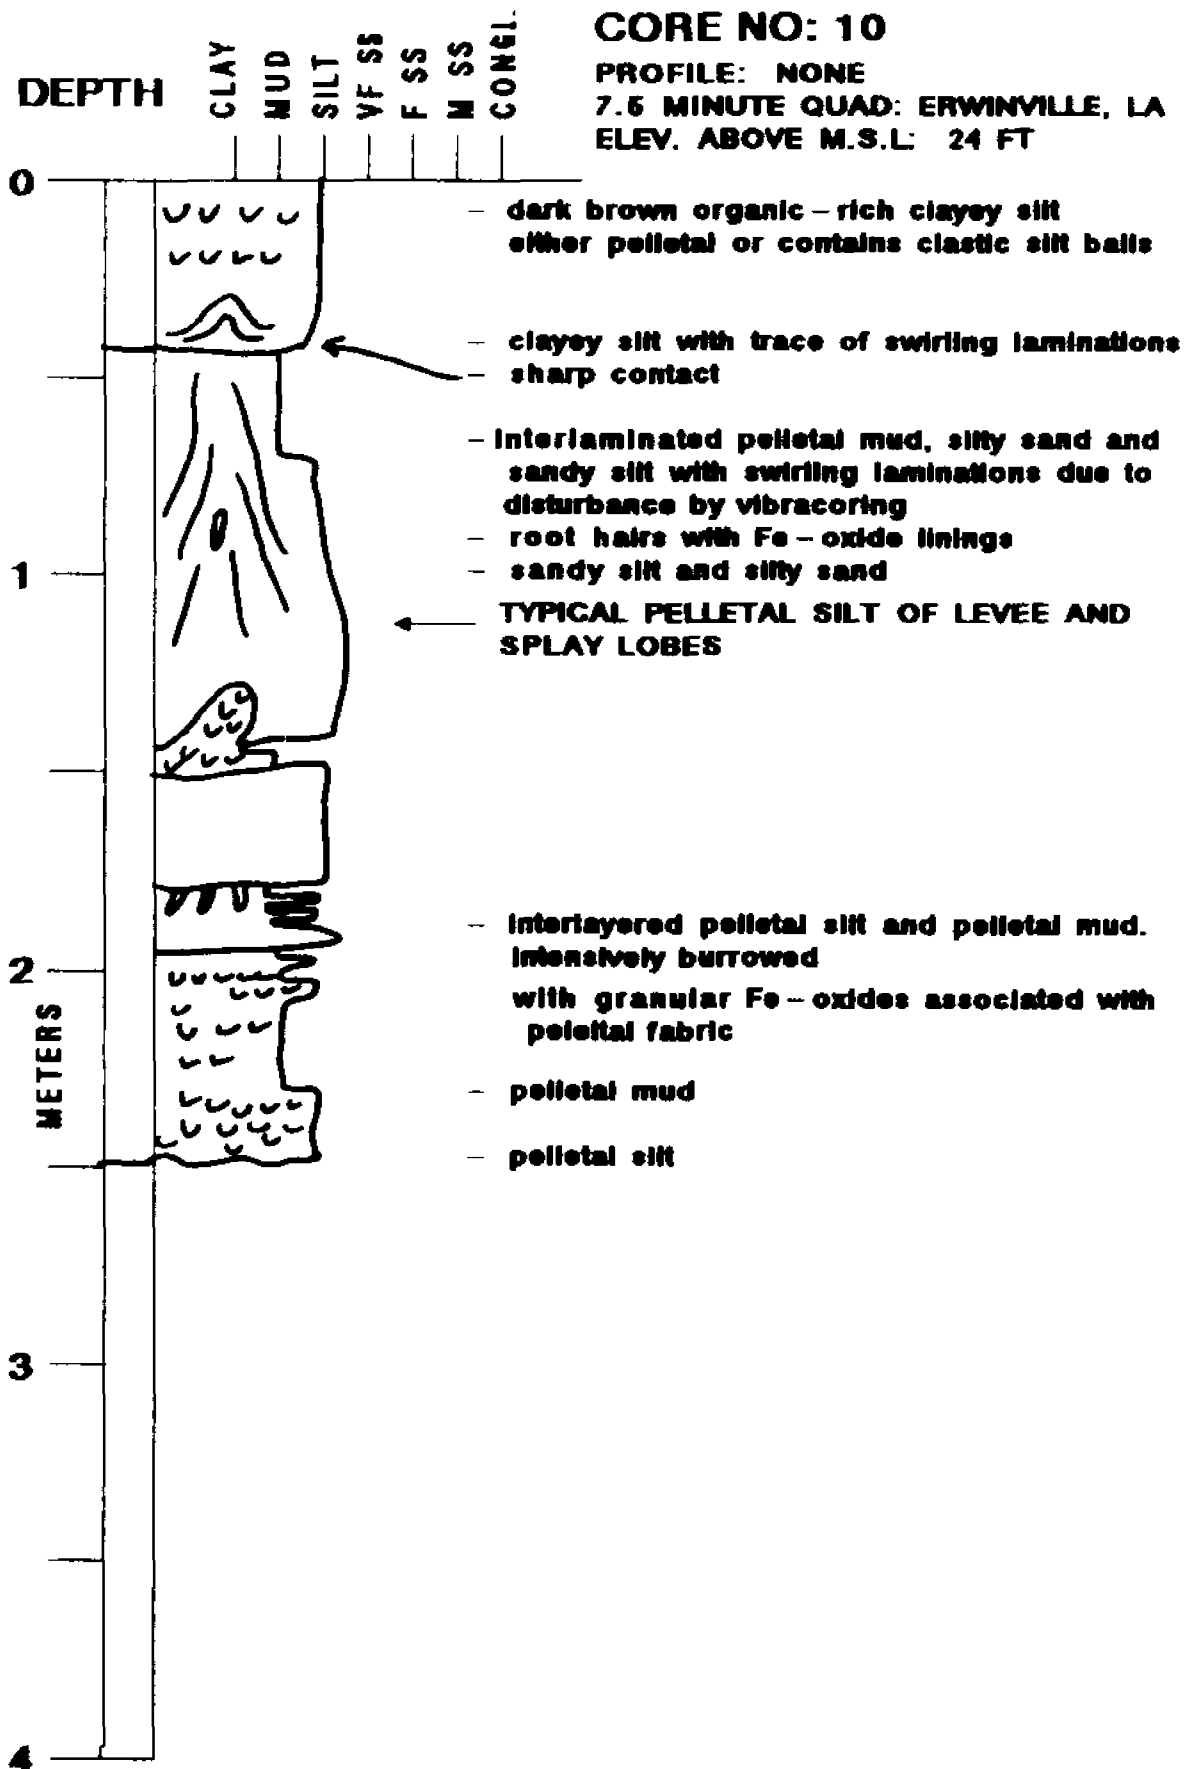 CORE NO: 10
PROFILE: NONE
7.5 MINUTE QUAD: ERWINVILLE, LA
ELEV. ABOVE M.S.L: 24 FT
DEPTH
CLAY
MUD
SILT
VF SS
F SS
M SS
CONGL.
0
- dark brown organic-rich clayey silt
either pelletal or contains clastic silt balls
- clayey silt with trace of swirling laminations
- sharp contact
- Interlaminated pelletal mud, silty sand and
sandy silt with swirling laminations due to
disturbance by vibracoring
- root hairs with Fe-oxide linings
1
- sandy silt and silty sand
TYPICAL PELLETAL SILT OF LEVEE AND
SPLAY LOBES
- interlayered pelletal silt and pelletal mud.
intensively burrowed
2
with granular Fe-oxides associated with
peleltal fabric
METERS
- pelletal mud
- pelletal silt
3
4